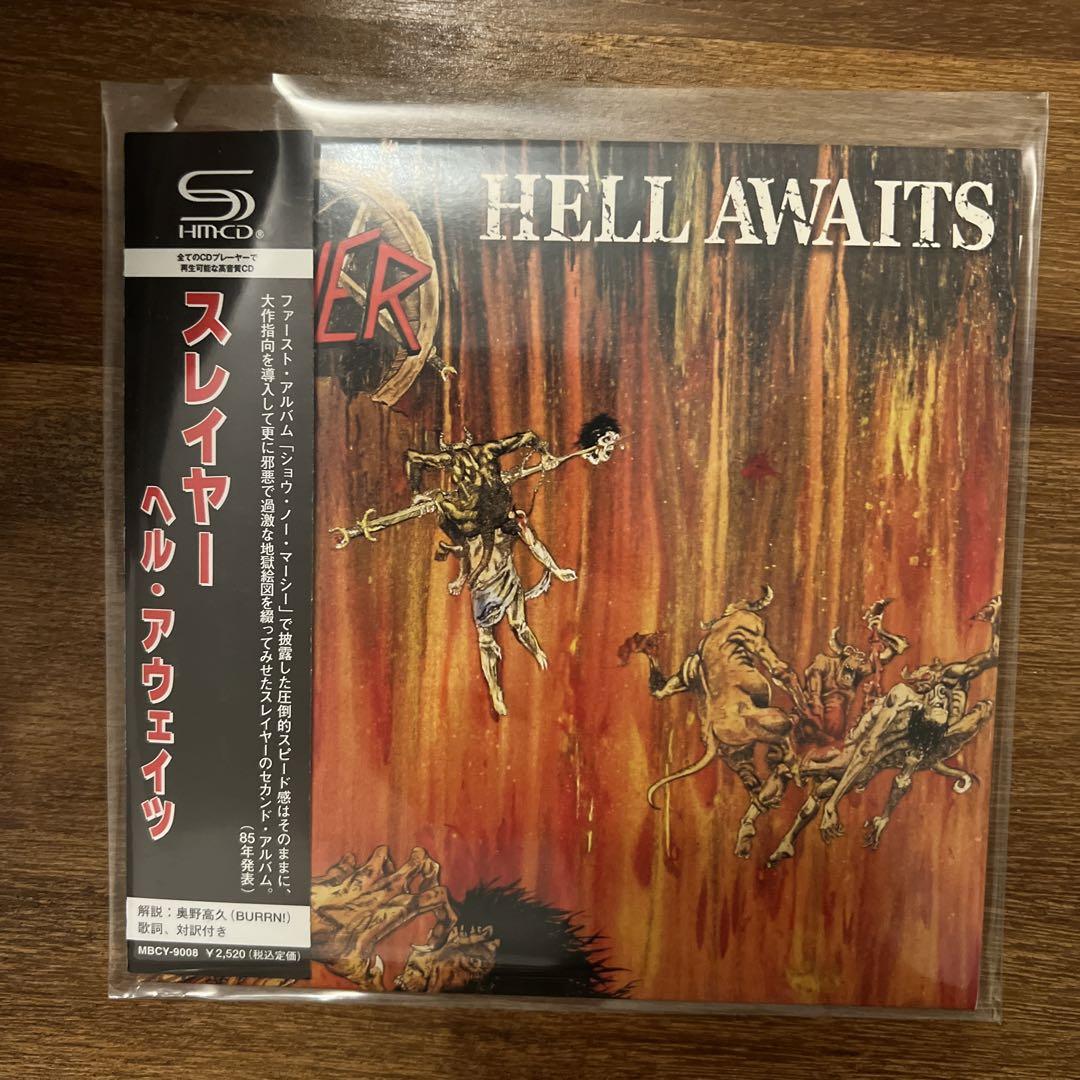 SHM-CD®
全てのCDプレーヤーで
再生可能な高音質CD
スレイヤー
ヘル・アウェイツ
ファースト・アルバム「ショウ・ノー・マーシー」で披露した圧倒的スピード感はそのままに、
大作指向を導入して更に邪悪で過激な地獄絵図を綴ってみせたスレイヤーのセカンド・アルバム。
(85年発表)
解説:奥野高久(BURRN!)
歌詞、対訳付き
MBCY-9008 ¥2,520(税込定価)
HELL AWAITS
YER